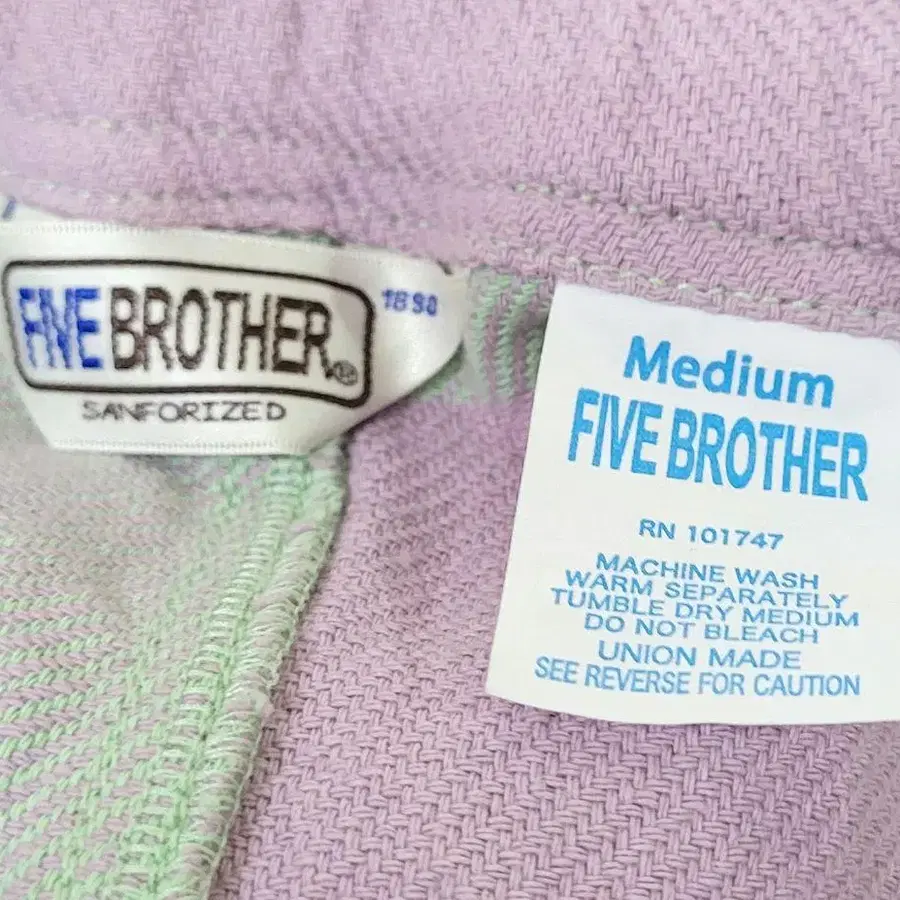 FIVE BROTHER ®
1890
SANFORIZED
Medium
FIVE BROTHER
RN 101747
MACHINE WASH
WARM SEPARATELY
TUMBLE DRY MEDIUM
DO NOT BLEACH
UNION MADE
SEE REVERSE FOR CAUTION